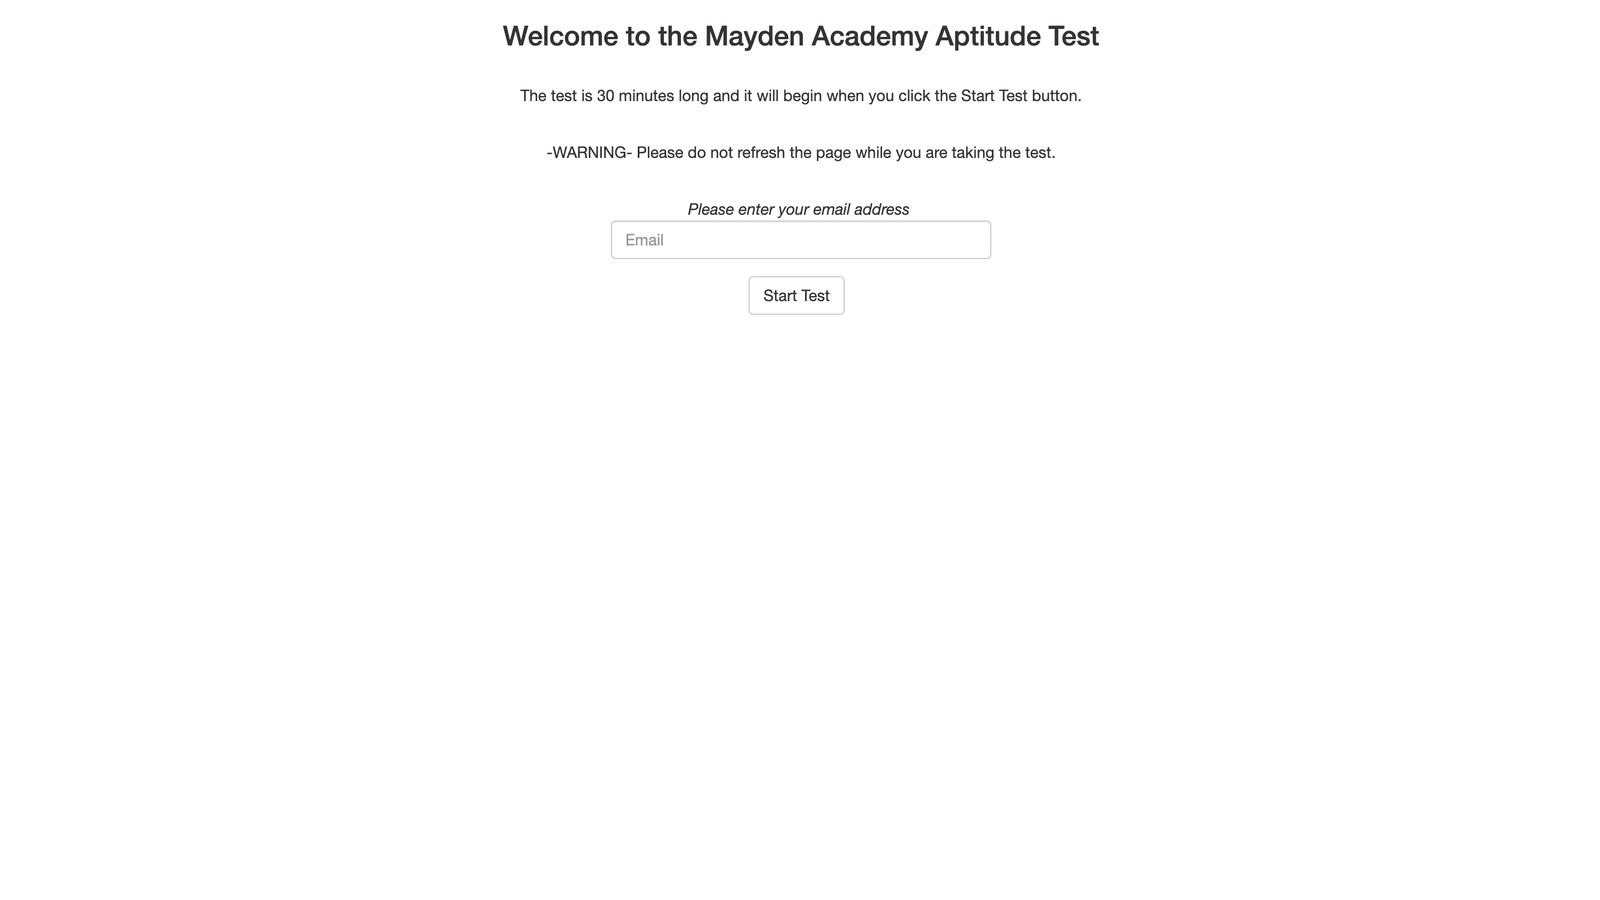 Welcome to the Mayden Academy Aptitude Test
The test is 30 minutes long and it will begin when you click the Start Test button.
-WARNING- Please do not refresh the page while you are taking the test.
Please enter your email address
Email
Start Test